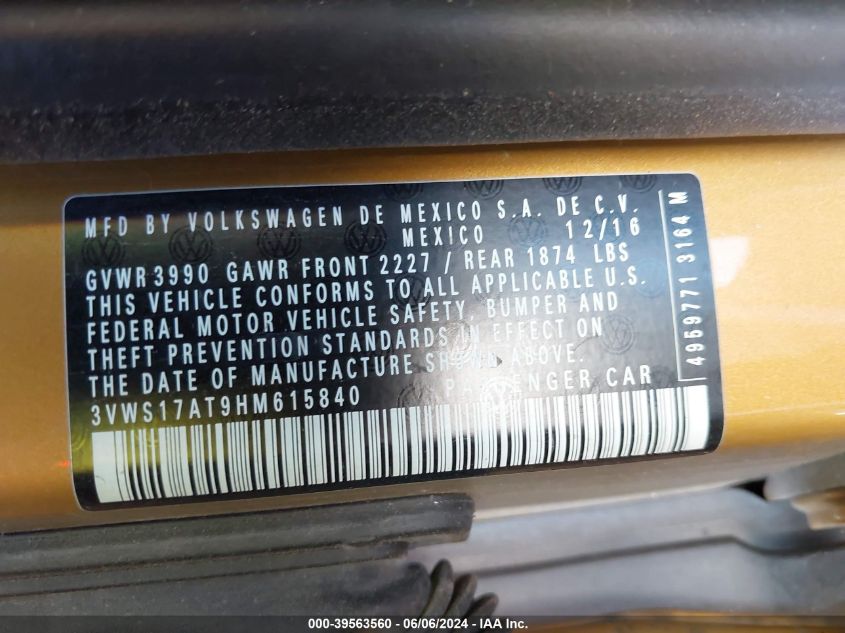 MFD BY VOLKSWAGEN DE MEXICO S.A. DE C.V.
MEXICO 12/16
GVWR 3990 GAWR FRONT 2227 / REAR 1874 LBS
THIS VEHICLE CONFORMS TO ALL APPLICABLE U.S.
FEDERAL MOTOR VEHICLE SAFETY, BUMPER AND
THEFT PREVENTION STANDARDS IN EFFECT ON
THE DATE OF MANUFACTURE SHOWN ABOVE.
3VWS17AT9HM615840 PASSENGER CAR
4969771 3164 M
000-39563560 - 06/06/2024 - IAA Inc.